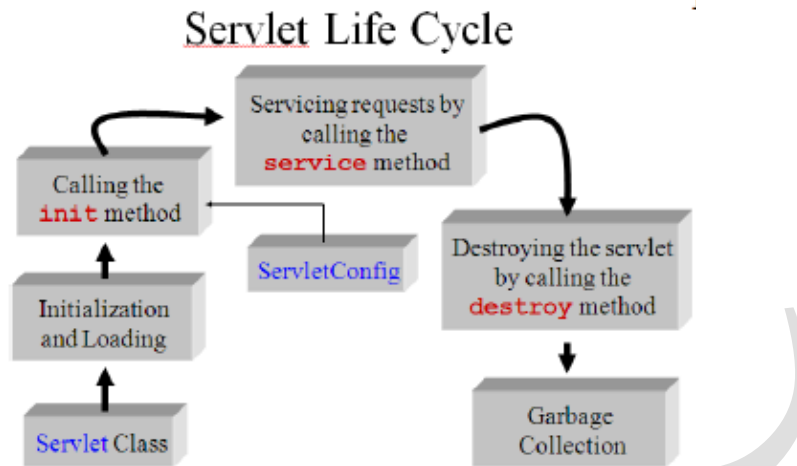 Servlet Life Cycle
Servicing requests by
calling the
service method
Calling the
init method
ServletConfig
Destroying the servlet
by calling the
destroy method
Initialization
and Loading
Servlet Class
Garbage
Collection